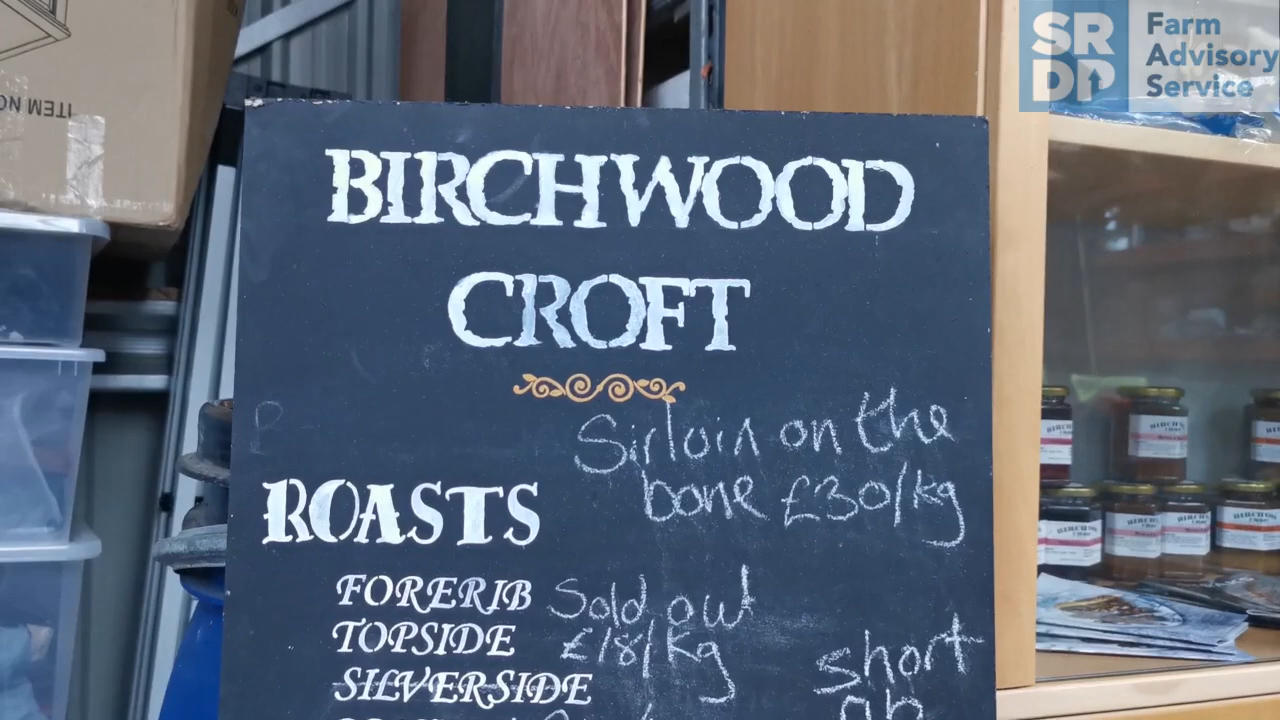 SRDP
Farm
Advisory
Service
ITEM NO
BIRCHWOOD
CROFT
Sirloin on the
bone £30/kg
ROASTS
FORERIB Sold out
TOPSIDE £18/kg
SILVERSIDE
short